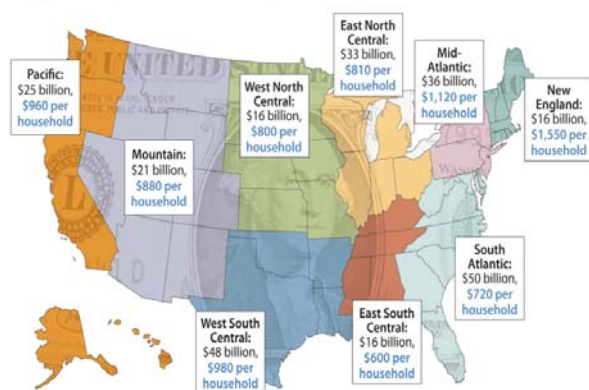 East North
Central:
$33 billion,
$810 per
household
Mid-
Atlantic:
$36 billion,
$1,120 per
household
Pacific:
$25 billion,
$960 per
household
West North
Central:
$16 billion,
$800 per
household
New
England:
$16 billion,
$1,550 per
household
Mountain:
$21 billion,
$880 per
household
South
Atlantic:
$50 billion,
$720 per
household
West South
Central:
$48 billion,
$980 per
household
East South
Central:
$16 billion,
$600 per
household